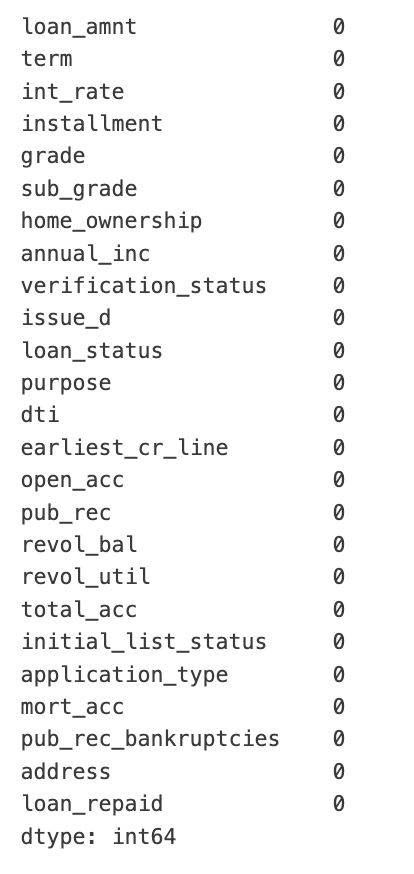 loan_amnt 0
term 0
int_rate 0
installment 0
grade 0
sub_grade 0
home_ownership 0
annual_inc 0
verification_status 0
issue_d 0
loan_status 0
purpose 0
dti 0
earliest_cr_line 0
open_acc 0
pub_rec 0
revol_bal 0
revol_util 0
total_acc 0
initial_list_status 0
application_type 0
mort_acc 0
pub_rec_bankruptcies 0
address 0
loan_repaid 0
dtype: int64